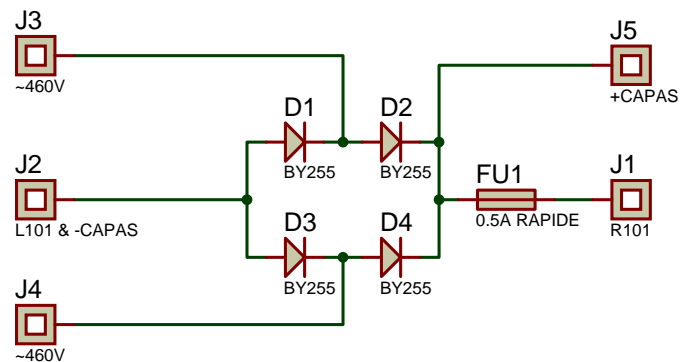 J3
~460V
J5
+CAPAS
D1
BY255
D2
BY255
J2
L101 & -CAPAS
FU1
0.5A RAPIDE
J1
R101
D3
BY255
D4
BY255
J4
~460V